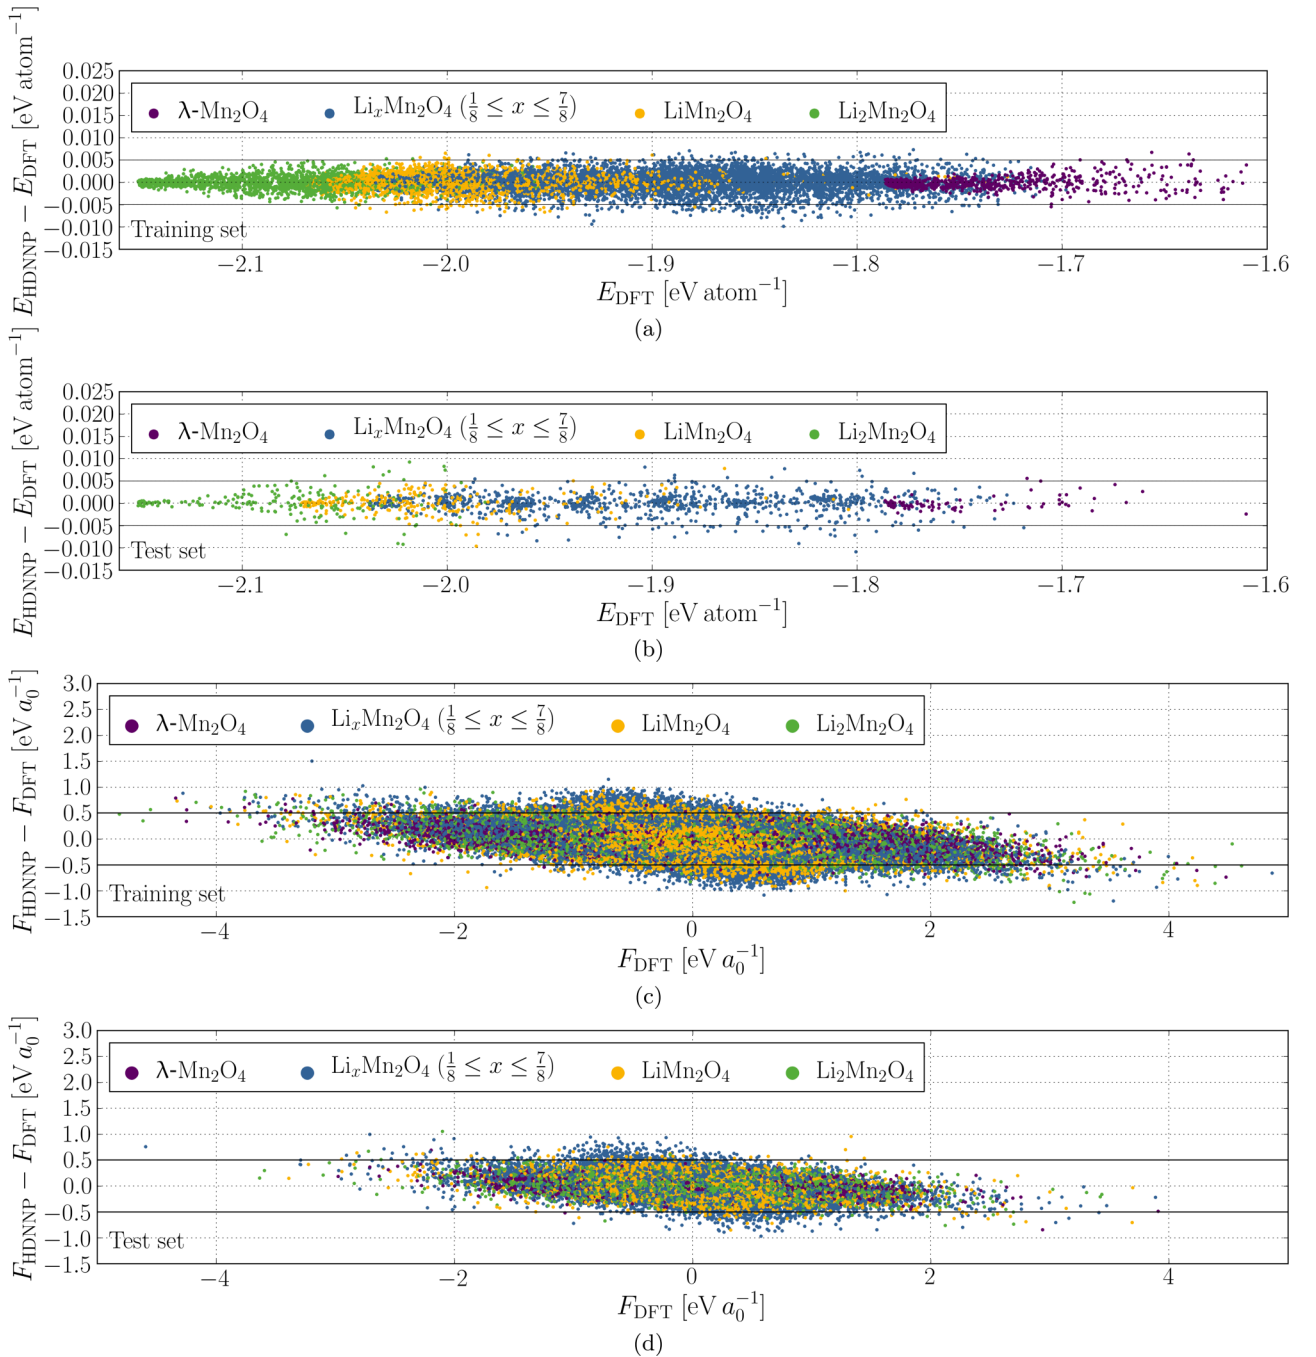 E_HDNNP − E_DFT [eV atom⁻¹]
0.025
0.020
0.015
0.010
0.005
0.000
−0.005
−0.010
−0.015
λ-Mn₂O₄ LiₓMn₂O₄ (1/8 ≤ x ≤ 7/8) LiMn₂O₄ Li₂Mn₂O₄
Training set
−2.1 −2.0 −1.9 −1.8 −1.7 −1.6
E_DFT [eV atom⁻¹]
(a)
E_HDNNP − E_DFT [eV atom⁻¹]
0.025
0.020
0.015
0.010
0.005
0.000
−0.005
−0.010
−0.015
λ-Mn₂O₄ LiₓMn₂O₄ (1/8 ≤ x ≤ 7/8) LiMn₂O₄ Li₂Mn₂O₄
Test set
−2.1 −2.0 −1.9 −1.8 −1.7 −1.6
E_DFT [eV atom⁻¹]
(b)
F_HDNNP − F_DFT [eV a₀⁻¹]
3.0
2.5
2.0
1.5
1.0
0.5
0.0
−0.5
−1.0
−1.5
λ-Mn₂O₄ LiₓMn₂O₄ (1/8 ≤ x ≤ 7/8) LiMn₂O₄ Li₂Mn₂O₄
Training set
−4 −2 0 2 4
F_DFT [eV a₀⁻¹]
(c)
F_HDNNP − F_DFT [eV a₀⁻¹]
3.0
2.5
2.0
1.5
1.0
0.5
0.0
−0.5
−1.0
−1.5
λ-Mn₂O₄ LiₓMn₂O₄ (1/8 ≤ x ≤ 7/8) LiMn₂O₄ Li₂Mn₂O₄
Test set
−4 −2 0 2 4
F_DFT [eV a₀⁻¹]
(d)